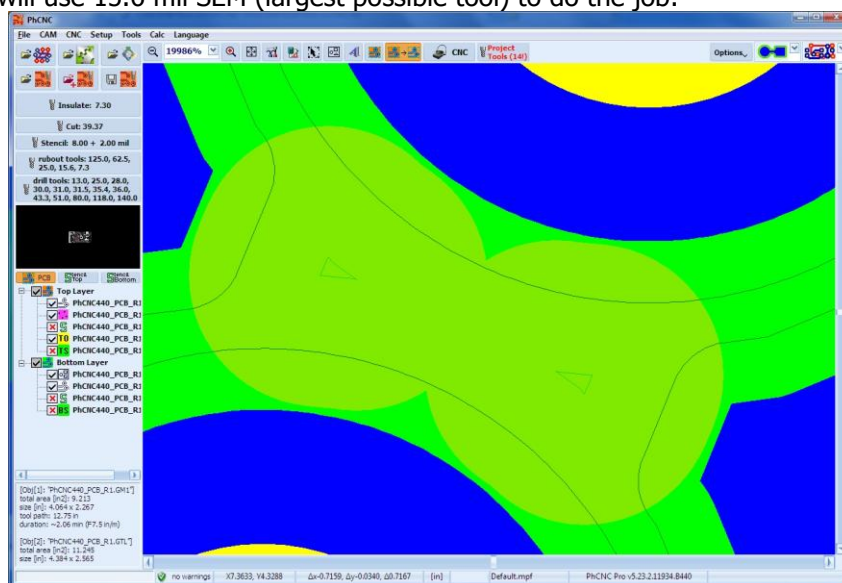 will use 15.6 mil SEM (largest possible tool) to do the job.
PhCNC
File CAM CNC Setup Tools Calc Language
19986% CNC Project Tools (14!) Options
Insulate: 7.30
Cut: 39.37
Stencil: 8.00 + 2.00 mil
rubout tools: 125.0, 62.5,
25.0, 15.6, 7.3
drill tools: 13.0, 25.0, 28.0,
30.0, 31.0, 31.5, 35.4, 36.0,
43.3, 51.0, 80.0, 118.0, 140.0
PCB Stencil Top Stencil Bottom
Top Layer
PhCNC440_PCB_R1
PhCNC440_PCB_R1
PhCNC440_PCB_R1
TO PhCNC440_PCB_R1
TS PhCNC440_PCB_R1
Bottom Layer
PhCNC440_PCB_R1
PhCNC440_PCB_R1
PhCNC440_PCB_R1
BS PhCNC440_PCB_R1
[Obj[1]: "PhCNC440_PCB_R1.GM1"]
total area [in2]: 9.213
size [in]: 4.064 x 2.267
tool path: 12.75 in
duration: ~2.06 min (F7.5 in/m)
[Obj[2]: "PhCNC440_PCB_R1.GTL"]
total area [in2]: 11.245
size [in]: 4.384 x 2.565
no warnings X7.3633, Y4.3288 Δx-0.7159, Δy-0.0340, Δ0.7167 [in] Default.mpf PhCNC Pro v5.23.2.11934.B440